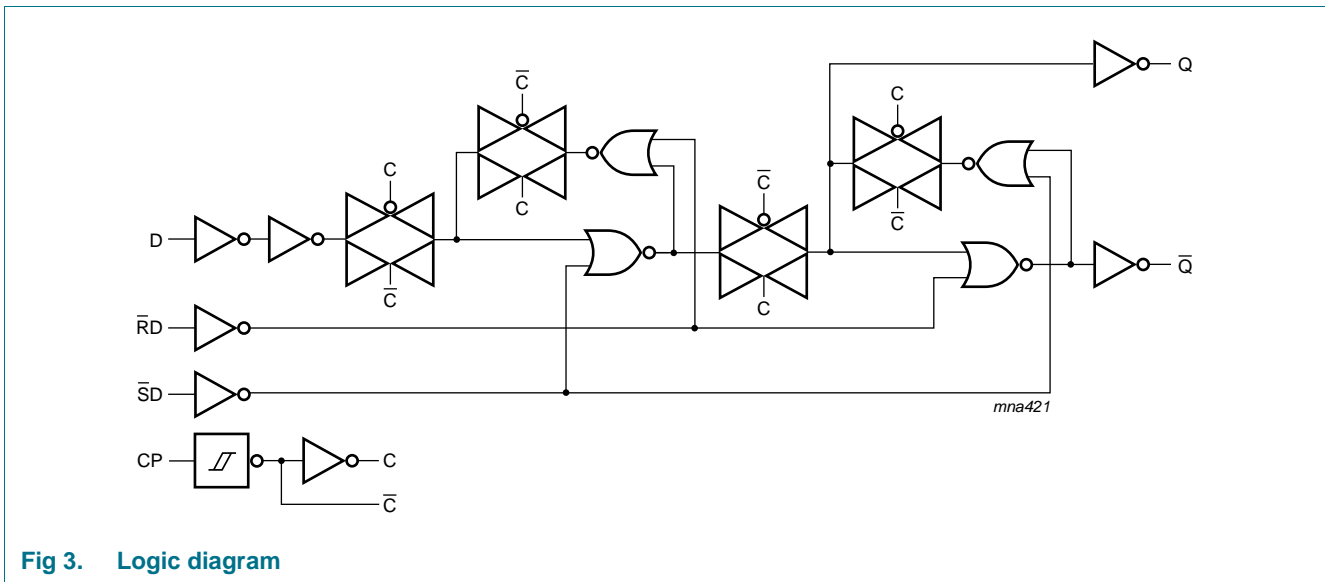 Q
C̅
C
C
C̅
C
C
C̅
D
Q̅
C̅
C
R̅D
S̅D
mna421
CP
C
C̅
Fig 3. Logic diagram